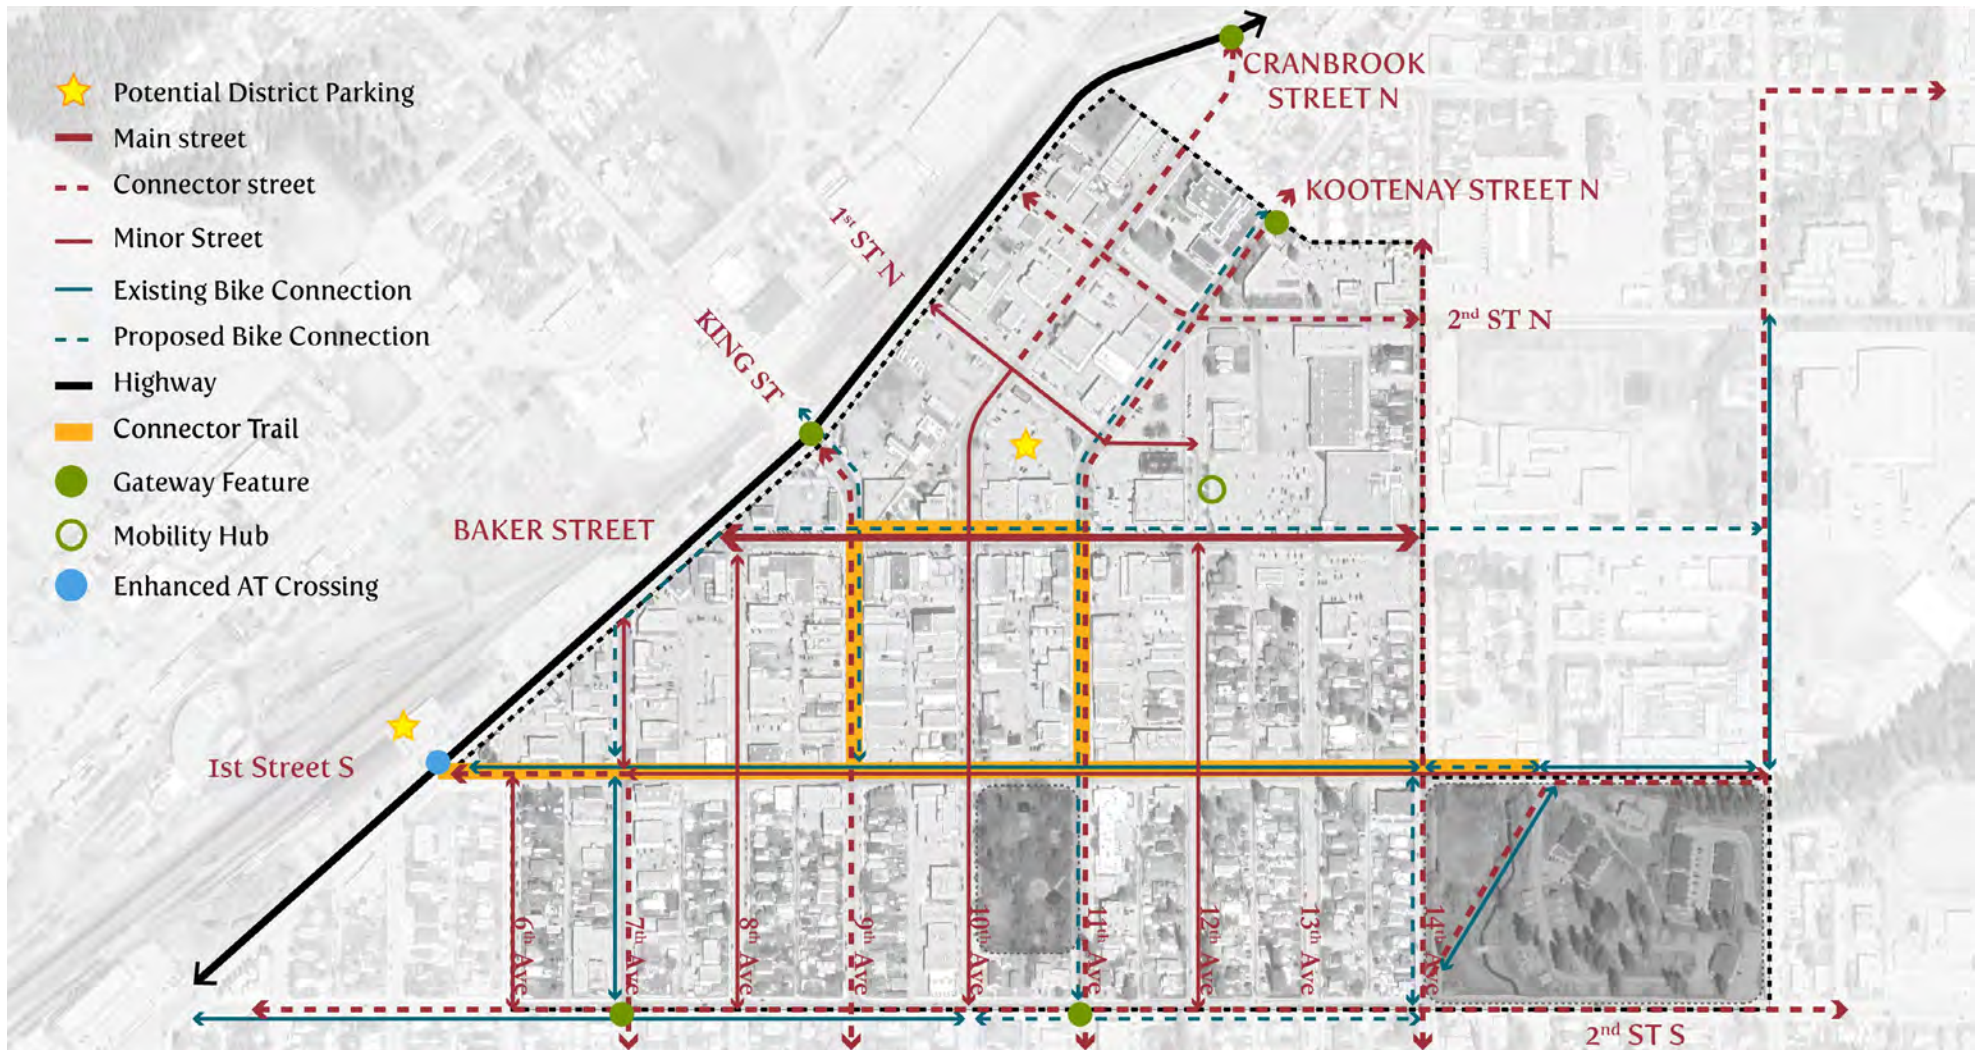 Potential District Parking
Main street
Connector street
Minor Street
Existing Bike Connection
Proposed Bike Connection
Highway
Connector Trail
Gateway Feature
Mobility Hub
Enhanced AT Crossing
CRANBROOK
STREET N
KOOTENAY STREET N
1st ST N
2nd ST N
KING ST
BAKER STREET
1st Street S
6th Ave
7th Ave
8th Ave
9th Ave
10th Ave
11th Ave
12th Ave
13th Ave
14th Ave
2nd ST S